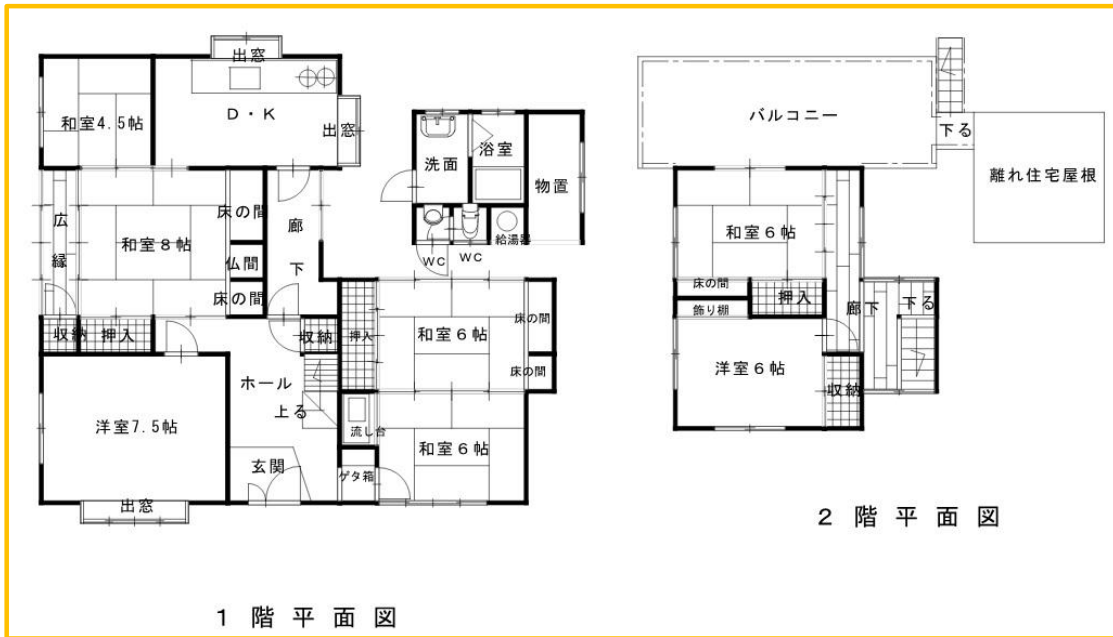 出窓
和室4.5帖
D・K
出窓
洗面
浴室
物置
広縁
和室8帖
床の間
仏間
床の間
廊下
WC
WC
給湯器
収納
押入
収納
押入
和室6帖
床の間
床の間
ホール
上る
洋室7.5帖
流し台
和室6帖
玄関
ゲタ箱
出窓
1階平面図
バルコニー
下る
離れ住宅屋根
和室6帖
床の間
押入
飾り棚
廊下
下る
洋室6帖
収納
2階平面図